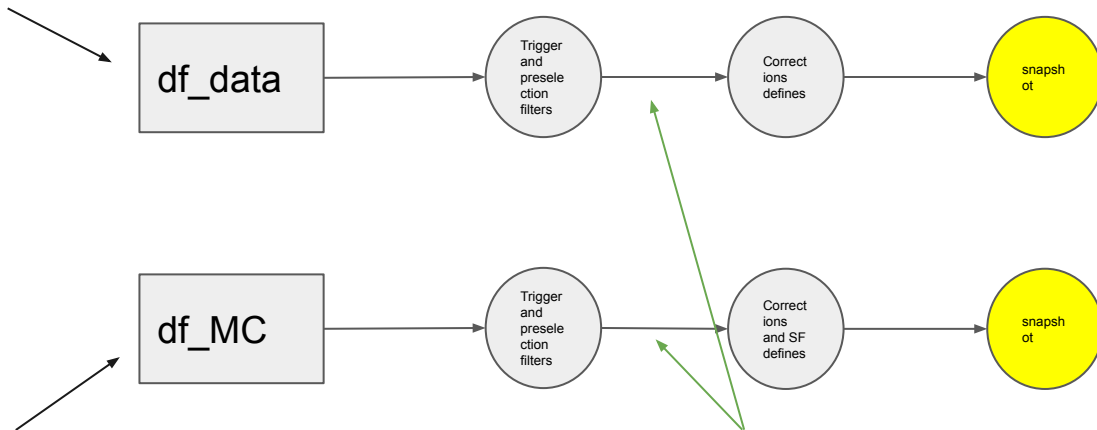 df_data
Trigger
and
presele
ction
filters
Correct
ions
defines
snapsh
ot
df_MC
Trigger
and
presele
ction
filters
Correct
ions
and SF
defines
snapsh
ot